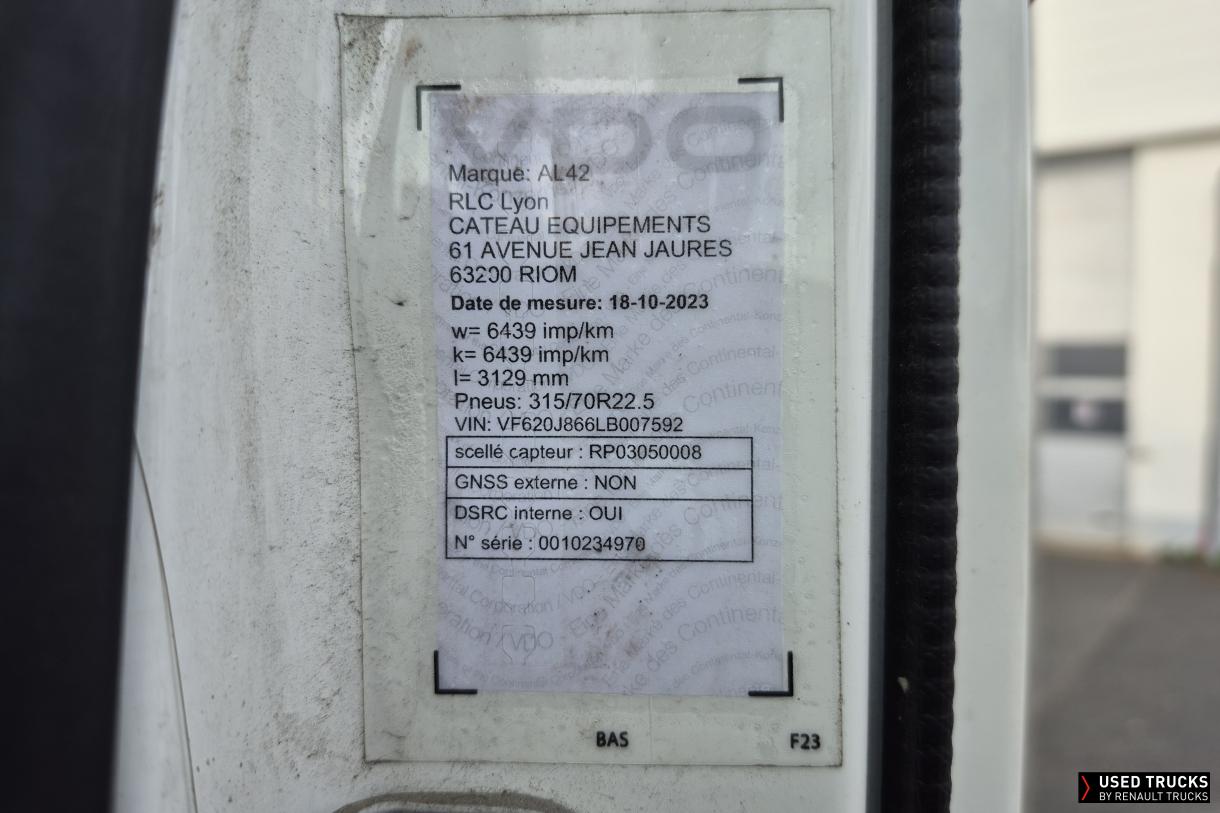 VDO
Marque: AL42
RLC Lyon
CATEAU EQUIPEMENTS
61 AVENUE JEAN JAURES
63200 RIOM
Date de mesure: 18-10-2023
w= 6439 imp/km
k= 6439 imp/km
l= 3129 mm
Pneus: 315/70R22.5
VIN: VF620J866LB007592
scellé capteur : RP03050008
GNSS externe : NON
DSRC interne : OUI
N° série : 0010234970
BAS
F23
USED TRUCKS
BY RENAULT TRUCKS